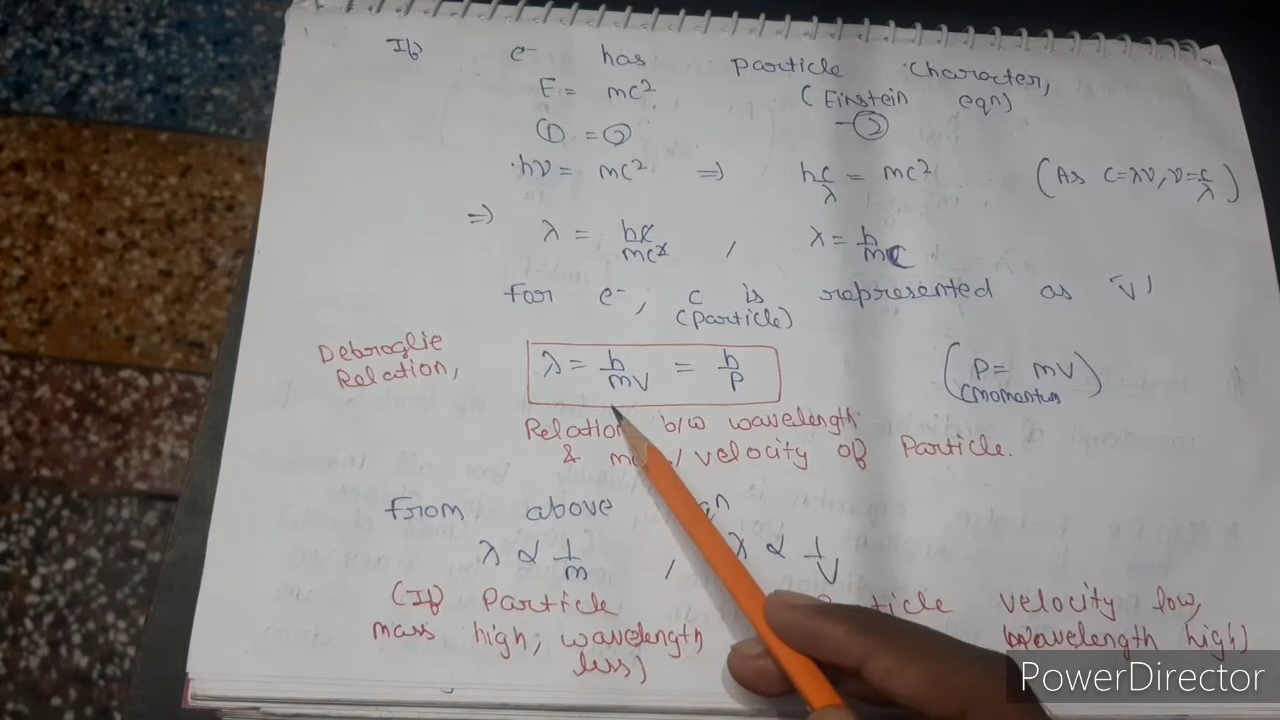 If e⁻ has particle character,
E = mc² (Einstein eqn)
① = ② -②
hν = mc² ⇒ hc/λ = mc² (As c=λν, ν=c/λ)
⇒ λ = hc/mc² , λ = h/mc
for e⁻, c is represented as 'v'
(particle)
Debroglie
Relation, λ = h/mv = h/p (p = mv)
(momentum
Relation b/w wavelength
& velocity of Particle.
from above
λ ∝ 1/m , λ ∝ 1/v
(If Particle velocity low,
mass high; wavelength wavelength high)
less)
PowerDirector